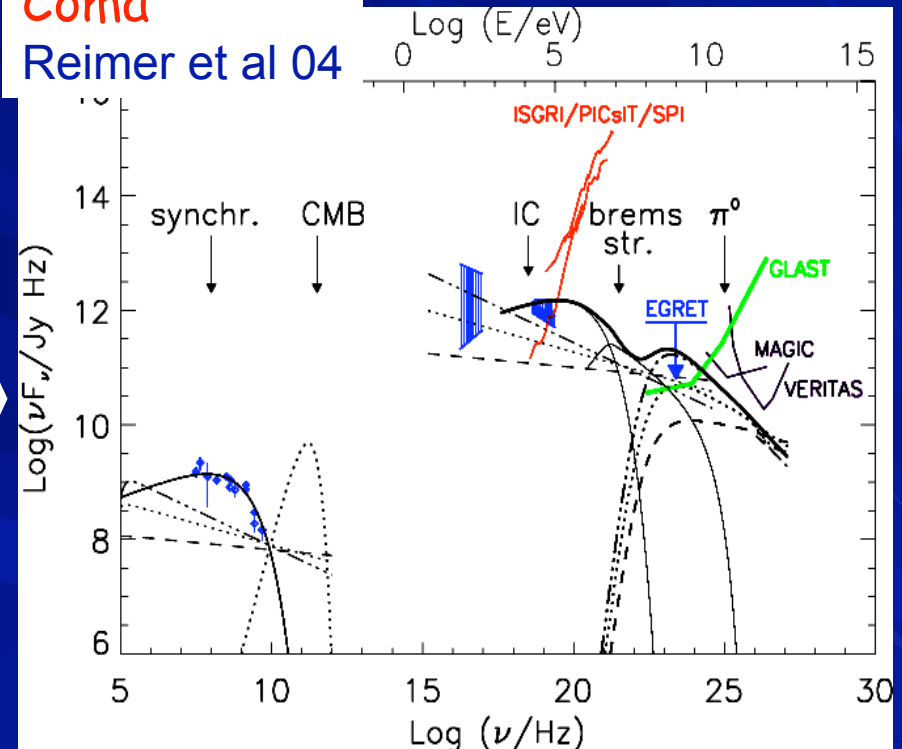 Coma
Reimer et al 04
Log (E/eV)
0 5 10 15
ISGRI/PICsIT/SPI
14
12
10
8
6
synchr.
CMB
IC
brems
str.
π⁰
GLAST
EGRET
MAGIC
VERITAS
Log(νFν/Jy Hz)
5 10 15 20 25 30
Log (ν/Hz)